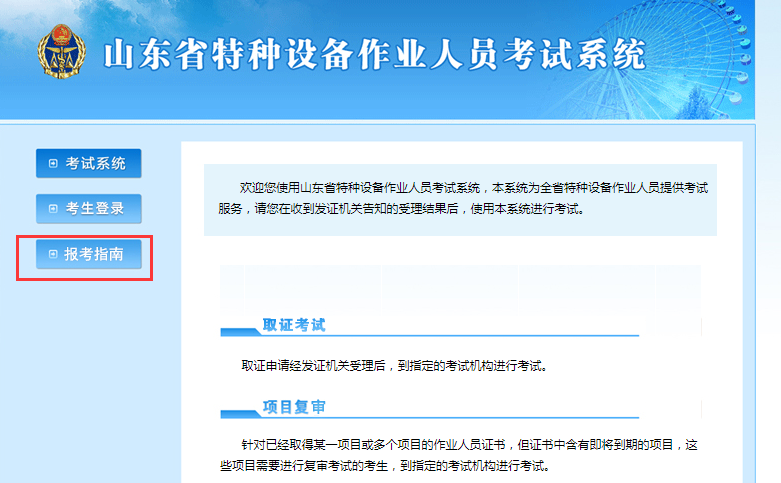 山东省特种设备作业人员考试系统
考试系统
考生登录
报考指南
欢迎您使用山东省特种设备作业人员考试系统，本系统为全省特种设备作业人员提供考试
服务，请您在收到发证机关告知的受理结果后，使用本系统进行考试。
取证考试
取证申请经发证机关受理后，到指定的考试机构进行考试。
项目复审
针对已经取得某一项目或多个项目的作业人员证书，但证书中含有即将到期的项目，这
些项目需要进行复审考试的考生，到指定的考试机构进行考试。